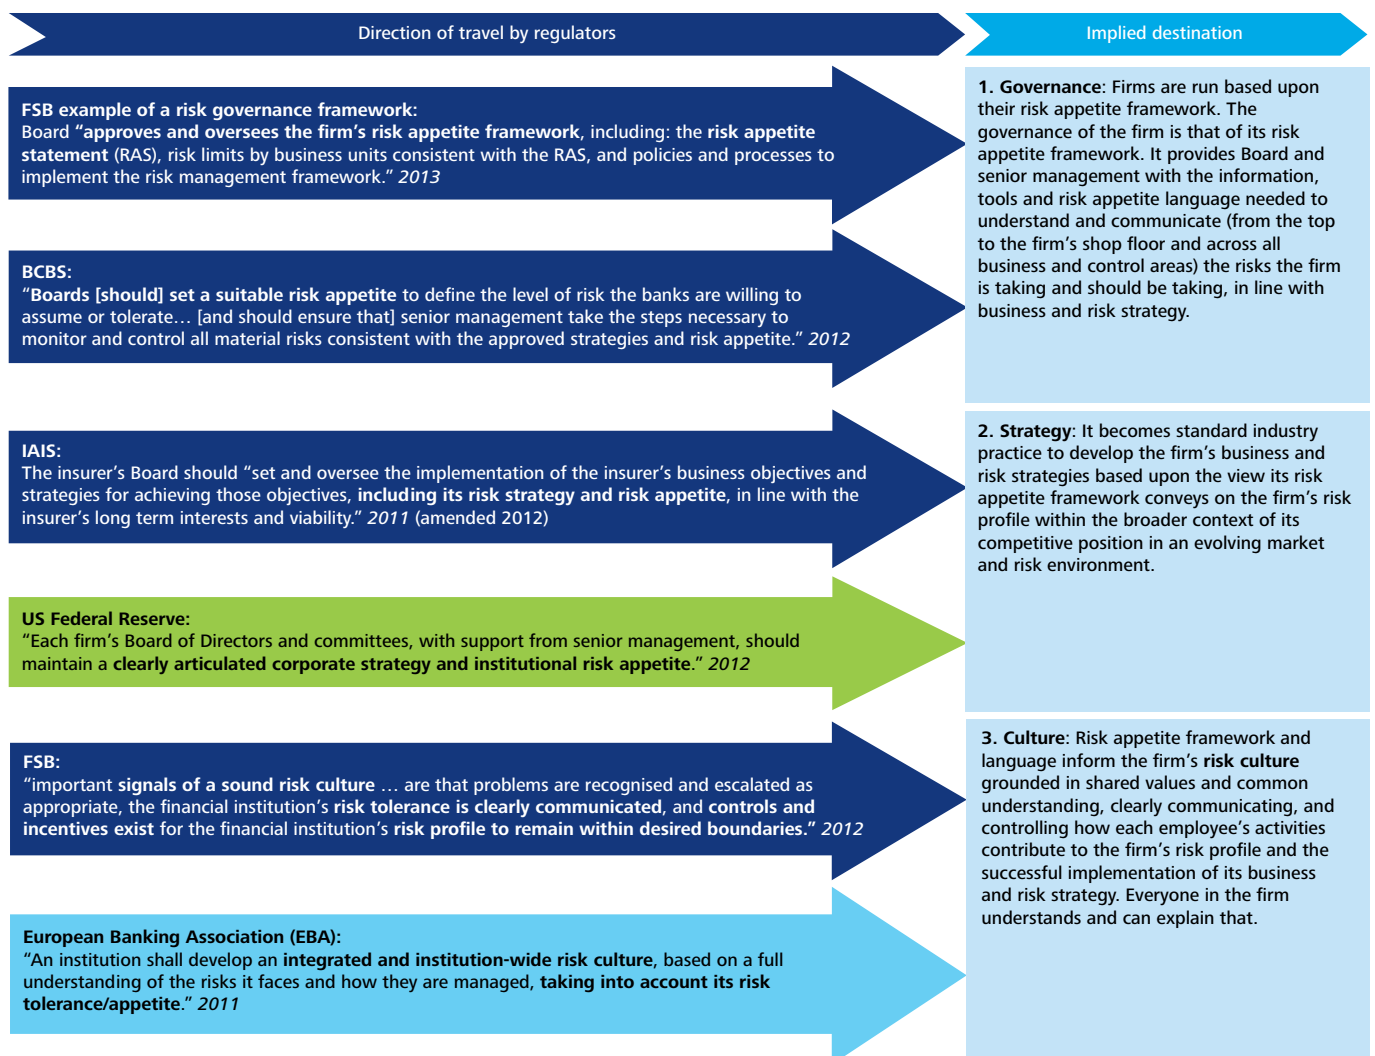 Direction of travel by regulators
Implied destination
FSB example of a risk governance framework:
Board “approves and oversees the firm’s risk appetite framework, including: the risk appetite
statement (RAS), risk limits by business units consistent with the RAS, and policies and processes to
implement the risk management framework.” 2013
BCBS:
“Boards [should] set a suitable risk appetite to define the level of risk the banks are willing to
assume or tolerate… [and should ensure that] senior management take the steps necessary to
monitor and control all material risks consistent with the approved strategies and risk appetite.” 2012
1. Governance: Firms are run based upon
their risk appetite framework. The
governance of the firm is that of its risk
appetite framework. It provides Board and
senior management with the information,
tools and risk appetite language needed to
understand and communicate (from the top
to the firm’s shop floor and across all
business and control areas) the risks the firm
is taking and should be taking, in line with
business and risk strategy.
IAIS:
The insurer’s Board should “set and oversee the implementation of the insurer’s business objectives and
strategies for achieving those objectives, including its risk strategy and risk appetite, in line with the
insurer’s long term interests and viability.” 2011 (amended 2012)
US Federal Reserve:
“Each firm’s Board of Directors and committees, with support from senior management, should
maintain a clearly articulated corporate strategy and institutional risk appetite.” 2012
2. Strategy: It becomes standard industry
practice to develop the firm’s business and
risk strategies based upon the view its risk
appetite framework conveys on the firm’s risk
profile within the broader context of its
competitive position in an evolving market
and risk environment.
FSB:
“important signals of a sound risk culture … are that problems are recognised and escalated as
appropriate, the financial institution’s risk tolerance is clearly communicated, and controls and
incentives exist for the financial institution’s risk profile to remain within desired boundaries.” 2012
European Banking Association (EBA):
“An institution shall develop an integrated and institution-wide risk culture, based on a full
understanding of the risks it faces and how they are managed, taking into account its risk
tolerance/appetite.” 2011
3. Culture: Risk appetite framework and
language inform the firm’s risk culture
grounded in shared values and common
understanding, clearly communicating, and
controlling how each employee’s activities
contribute to the firm’s risk profile and the
successful implementation of its business
and risk strategy. Everyone in the firm
understands and can explain that.